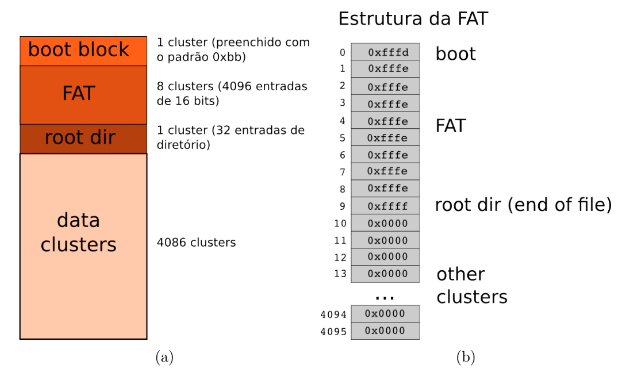 boot block
1 cluster (preenchido com
o padrão 0xbb)
FAT
8 clusters (4096 entradas
de 16 bits)
root dir
1 cluster (32 entradas de
diretório)
data
clusters
4086 clusters
(a)
Estrutura da FAT
0 0xfffd boot
1 0xfffe
2 0xfffe
3 0xfffe
4 0xfffe FAT
5 0xfffe
6 0xfffe
7 0xfffe
8 0xfffe
9 0xffff root dir (end of file)
10 0x0000
11 0x0000
12 0x0000
13 0x0000 other
... clusters
4094 0x0000
4095 0x0000
(b)